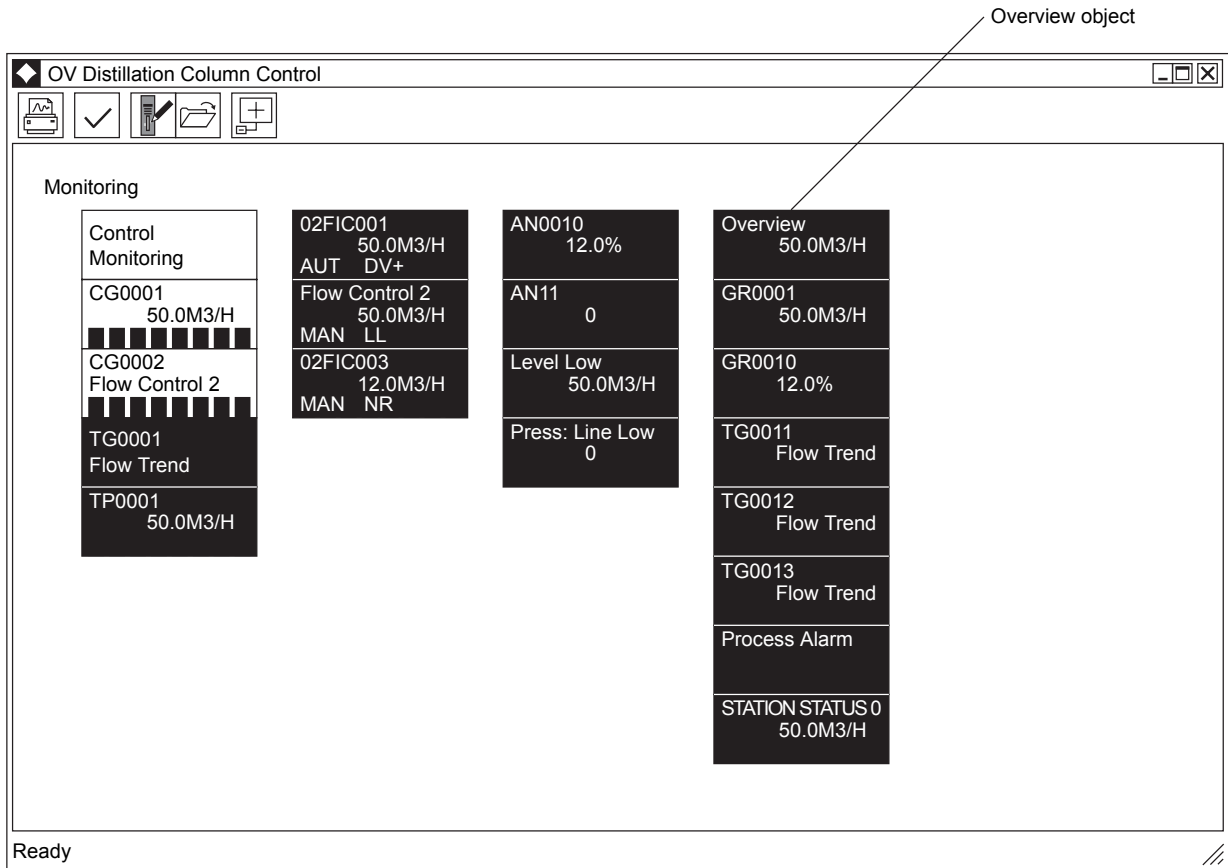 Overview object
OV Distillation Column Control
Monitoring
Control
Monitoring
CG0001
50.0M3/H
CG0002
Flow Control 2
TG0001
Flow Trend
TP0001
50.0M3/H
02FIC001
50.0M3/H
AUT DV+
Flow Control 2
50.0M3/H
MAN LL
02FIC003
12.0M3/H
MAN NR
AN0010
12.0%
AN11
0
Level Low
50.0M3/H
Press: Line Low
0
Overview
50.0M3/H
GR0001
50.0M3/H
GR0010
12.0%
TG0011
Flow Trend
TG0012
Flow Trend
TG0013
Flow Trend
Process Alarm
STATION STATUS 0
50.0M3/H
Ready